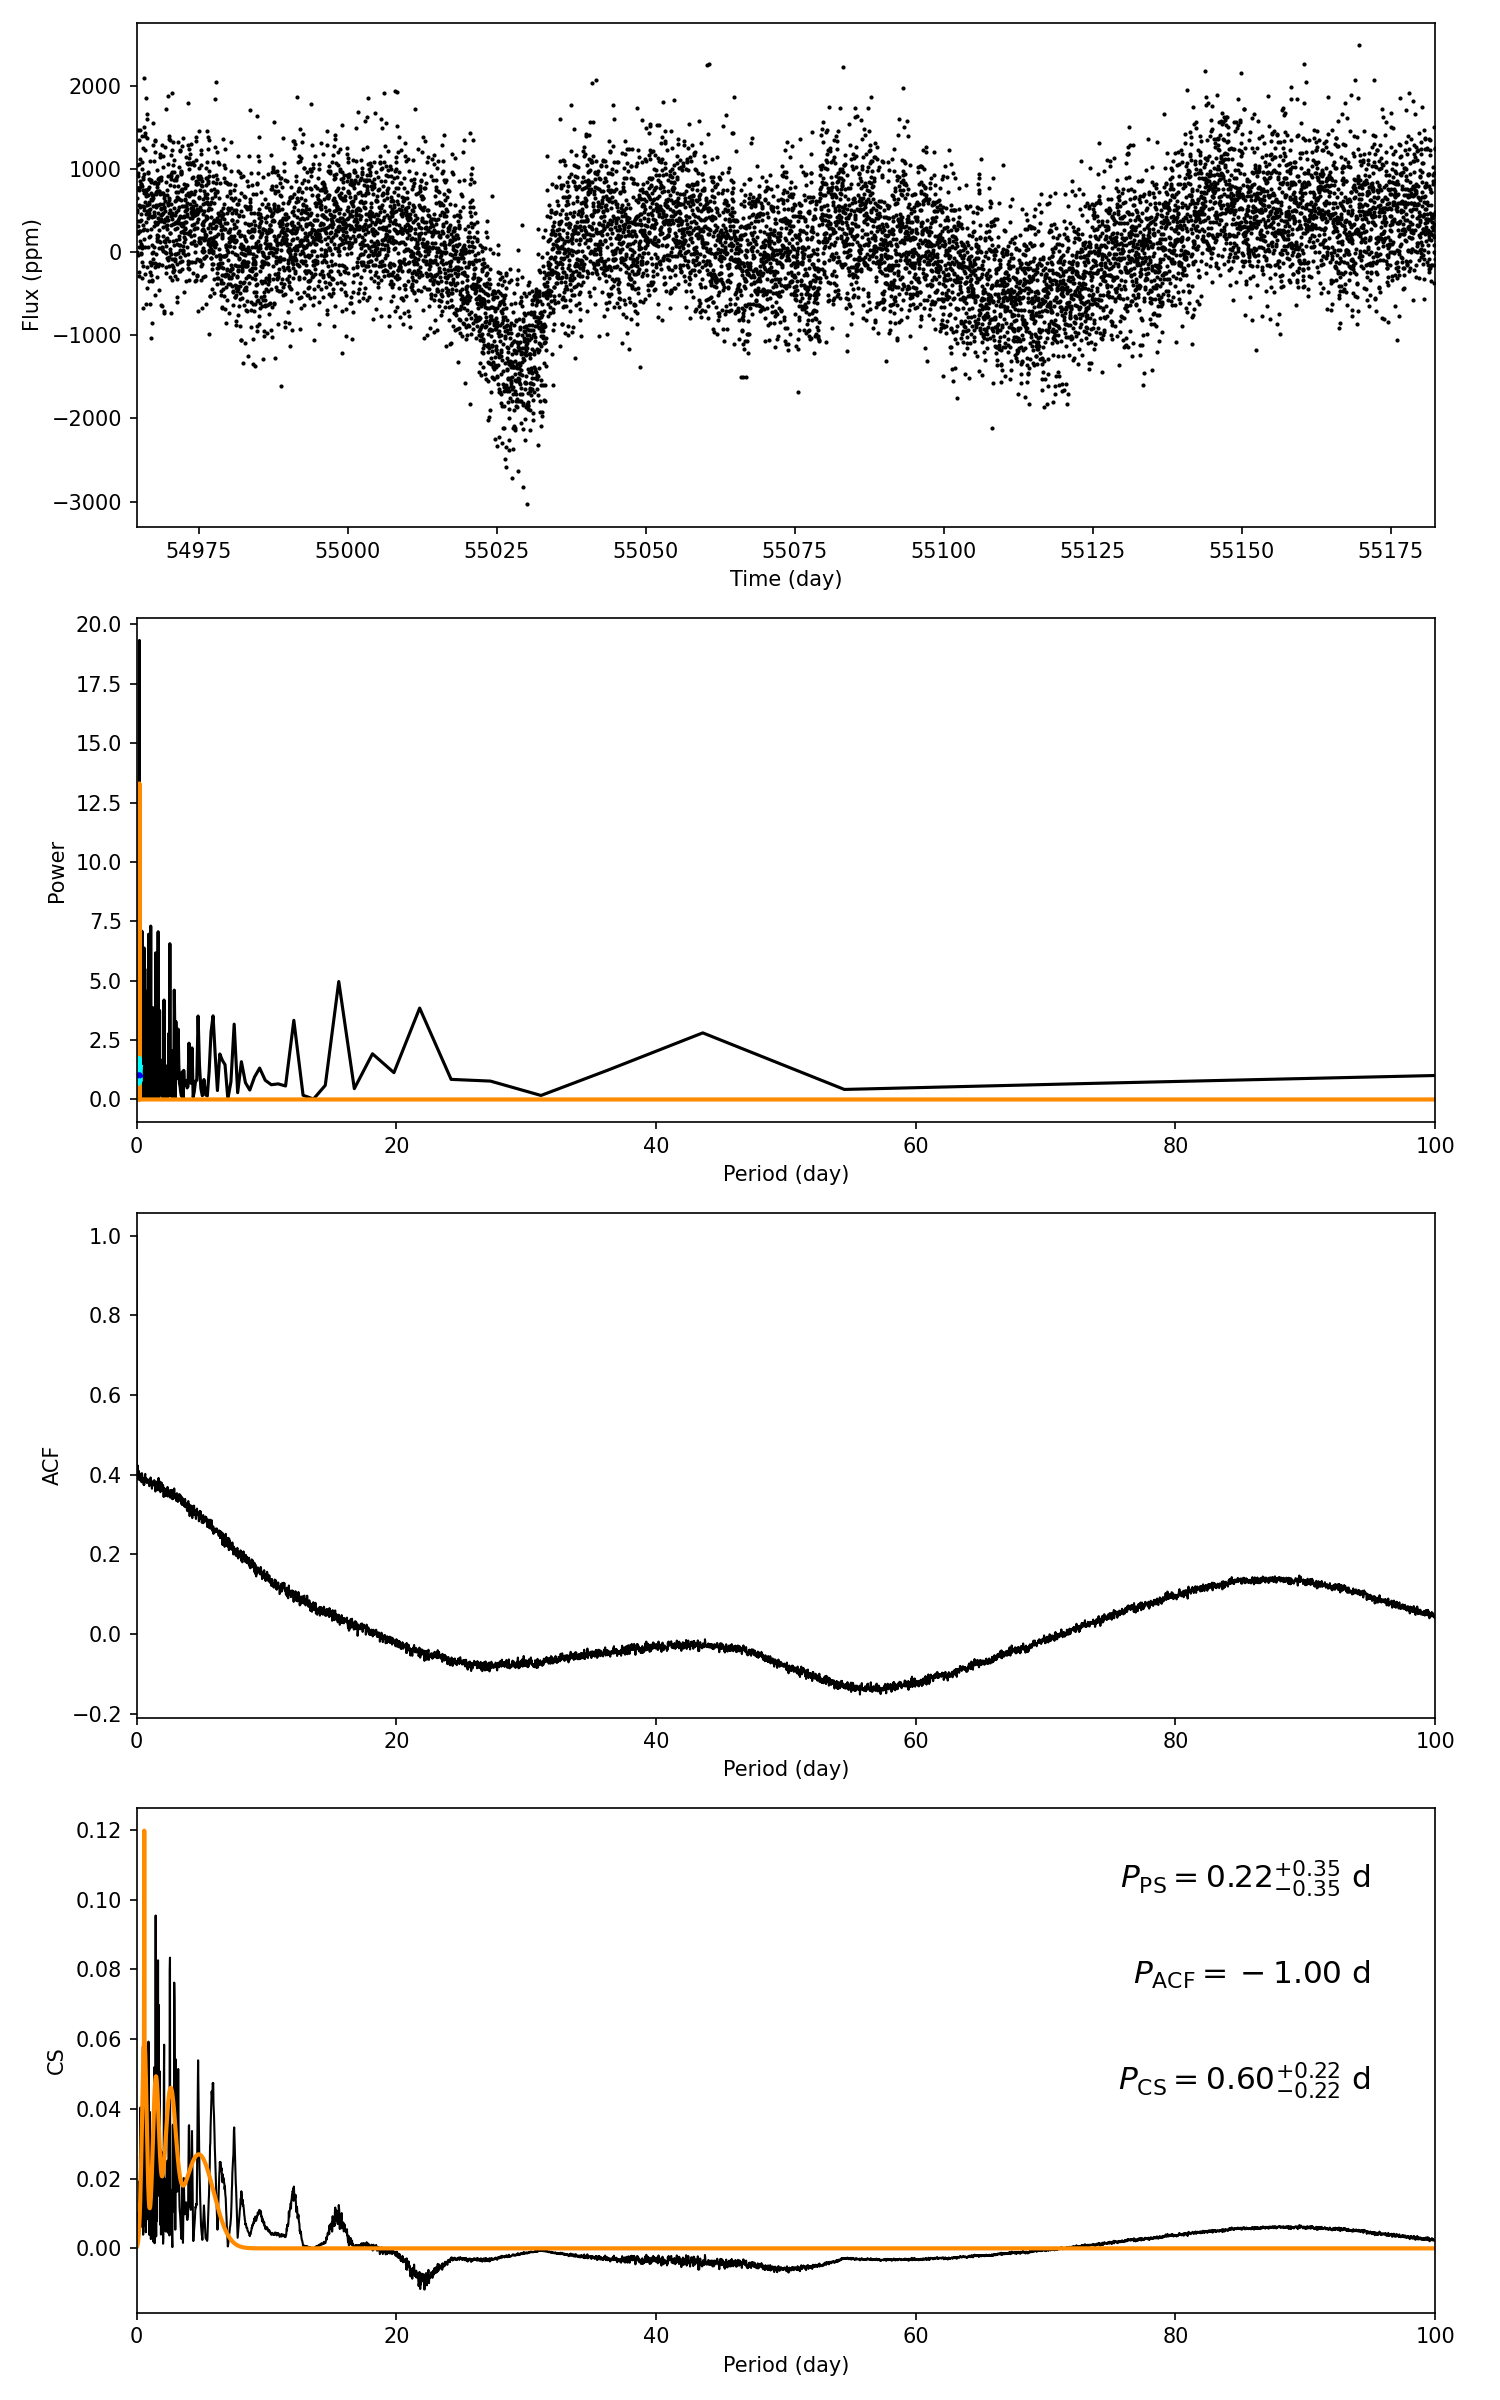 2000
1000
0
−1000
−2000
−3000
Flux (ppm)
54975 55000 55025 55050 55075 55100 55125 55150 55175
Time (day)
20.0
17.5
15.0
12.5
10.0
7.5
5.0
2.5
0.0
Power
0 20 40 60 80 100
Period (day)
1.0
0.8
0.6
0.4
0.2
0.0
−0.2
ACF
0 20 40 60 80 100
Period (day)
0.12
0.10
0.08
0.06
0.04
0.02
0.00
CS
P_PS = 0.22 +0.35 −0.35 d
P_ACF = −1.00 d
P_CS = 0.60 +0.22 −0.22 d
0 20 40 60 80 100
Period (day)